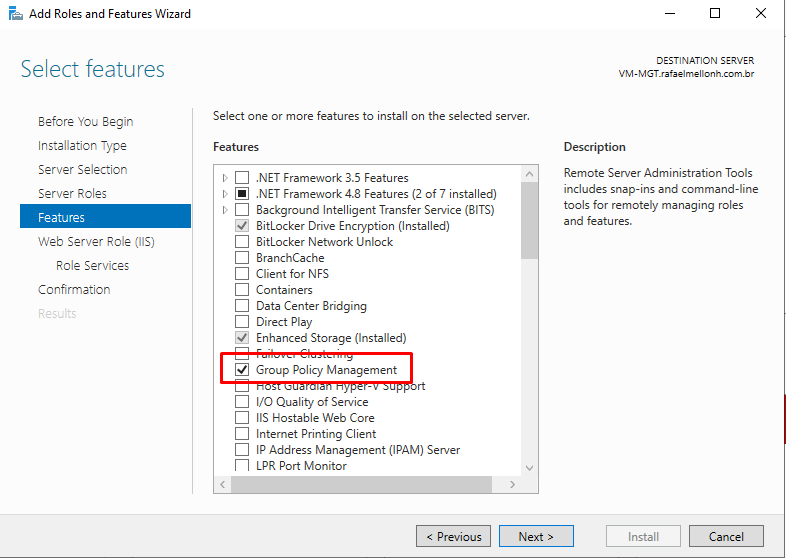 Add Roles and Features Wizard
Select features
DESTINATION SERVER
VM-MGT.rafaelmellonh.com.br
Before You Begin
Installation Type
Server Selection
Server Roles
Features
Web Server Role (IIS)
Role Services
Confirmation
Results
Select one or more features to install on the selected server.
Features
.NET Framework 3.5 Features
.NET Framework 4.8 Features (2 of 7 installed)
Background Intelligent Transfer Service (BITS)
BitLocker Drive Encryption (Installed)
BitLocker Network Unlock
BranchCache
Client for NFS
Containers
Data Center Bridging
Direct Play
Enhanced Storage (Installed)
Failover Clustering
Group Policy Management
Host Guardian Hyper-V Support
I/O Quality of Service
IIS Hostable Web Core
Internet Printing Client
IP Address Management (IPAM) Server
LPR Port Monitor
Description
Remote Server Administration Tools
includes snap-ins and command-line
tools for remotely managing roles
and features.
< Previous
Next >
Install
Cancel